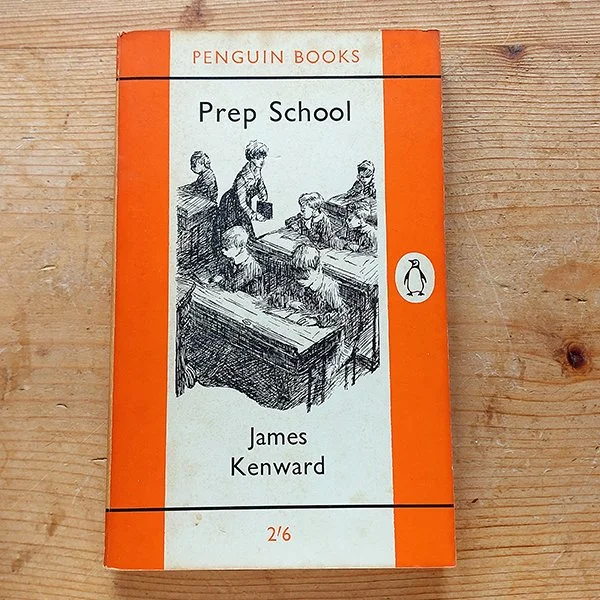 PENGUIN BOOKS
Prep School
James
Kenward
2'6